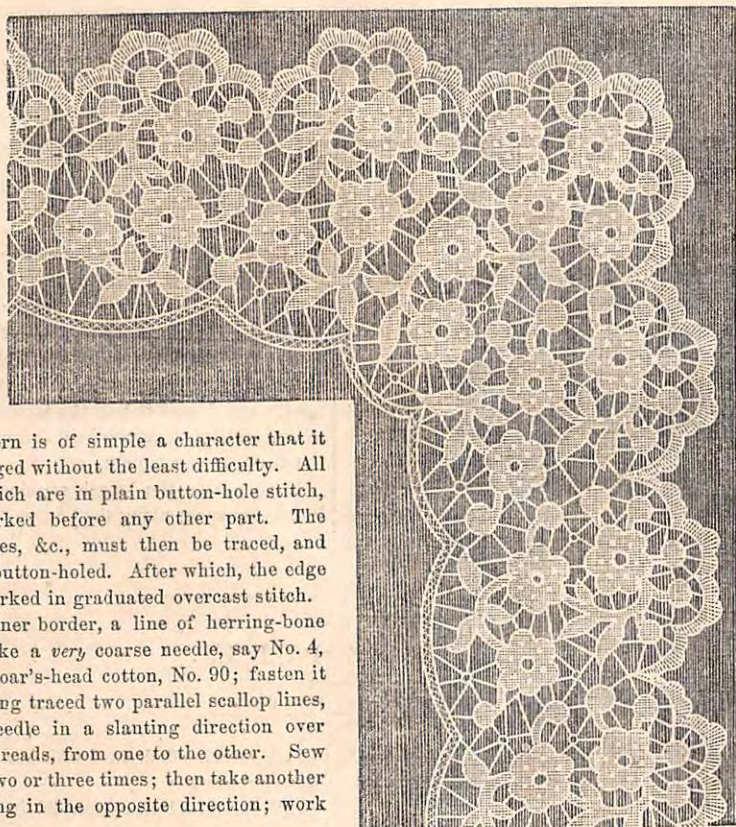 rn is of simple a character that it
ged without the least difficulty. All
ich are in plain button-hole stitch,
rked before any other part. The
es, &c., must then be traced, and
utton-holed. After which, the edge
rked in graduated overcast stitch.
ner border, a line of herring-bone
ke a very coarse needle, say No. 4,
oar's-head cotton, No. 90; fasten it
ng traced two parallel scallop lines,
eedle in a slanting direction over
reads, from one to the other. Sew
wo or three times; then take another
ng in the opposite direction; work